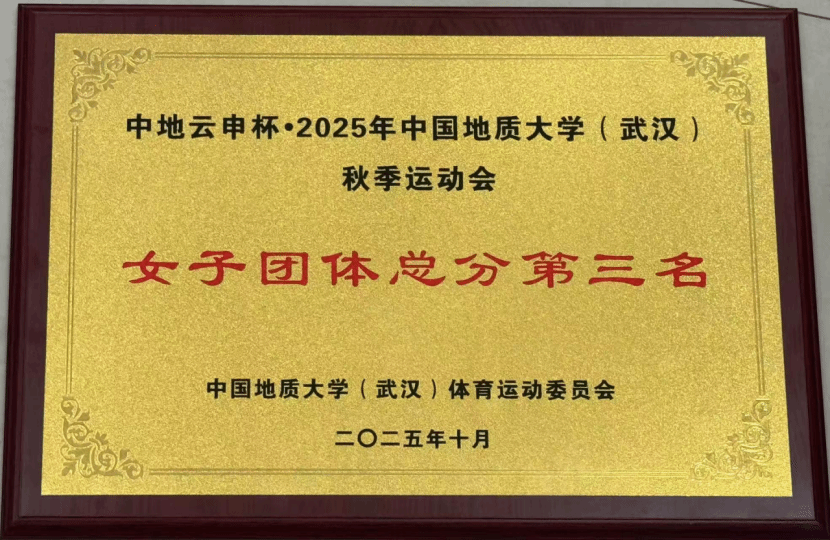 中地云申杯•2025年中国地质大学（武汉）
秋季运动会
女子团体总分第三名
中国地质大学（武汉）体育运动委员会
二〇二五年十月